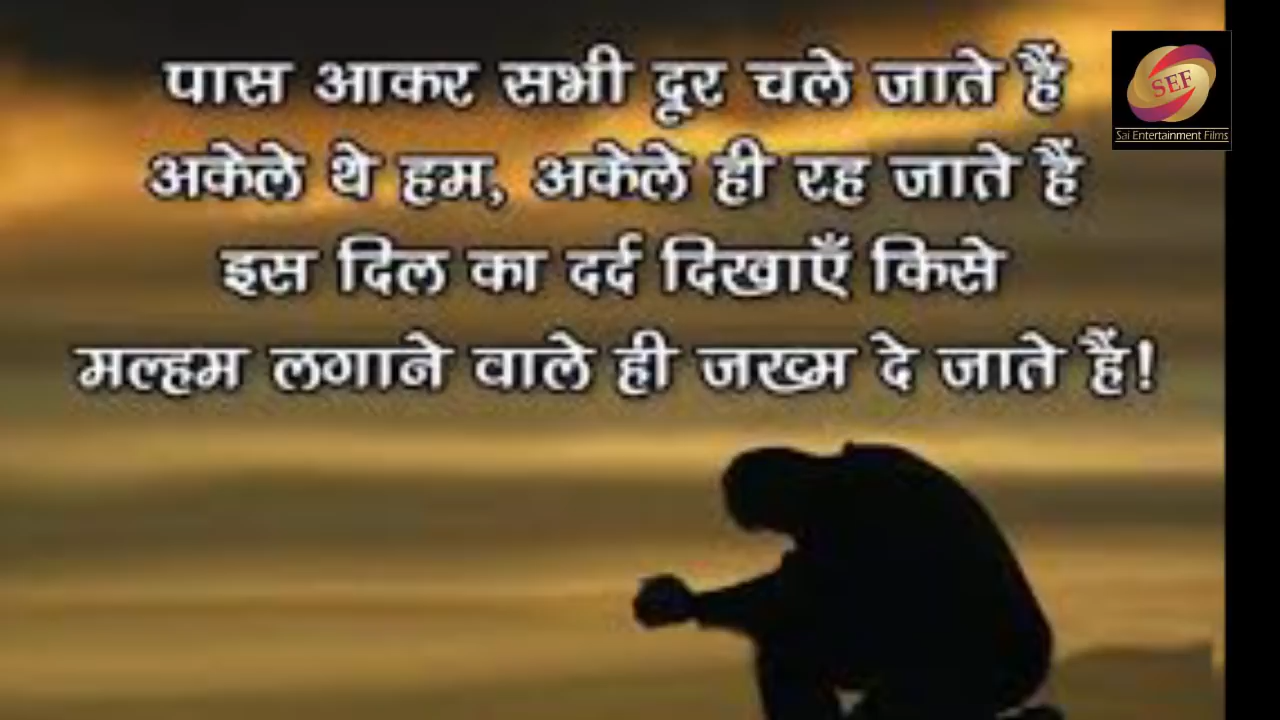 पास आकर सभी दूर चले जाते हैं
अकेले थे हम, अकेले ही रह जाते हैं
इस दिल का दर्द दिखाएँ किसे
मल्हम लगाने वाले ही जख्म दे जाते हैं!
SEF
Sai Entertainment Films